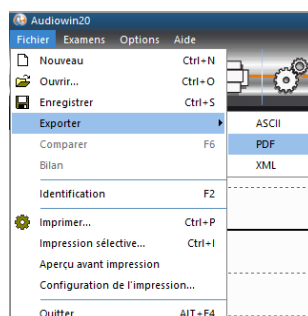 Audiowin20
Fichier Examens Options Aide
Nouveau Ctrl+N
Ouvrir... Ctrl+O
Enregistrer Ctrl+S
Exporter
ASCII
Comparer F6
PDF
Bilan
XML
Identification F2
Imprimer... Ctrl+P
Impression sélective... Ctrl+I
Aperçu avant impression
Configuration de l'impression...
Quitter ALT+F4